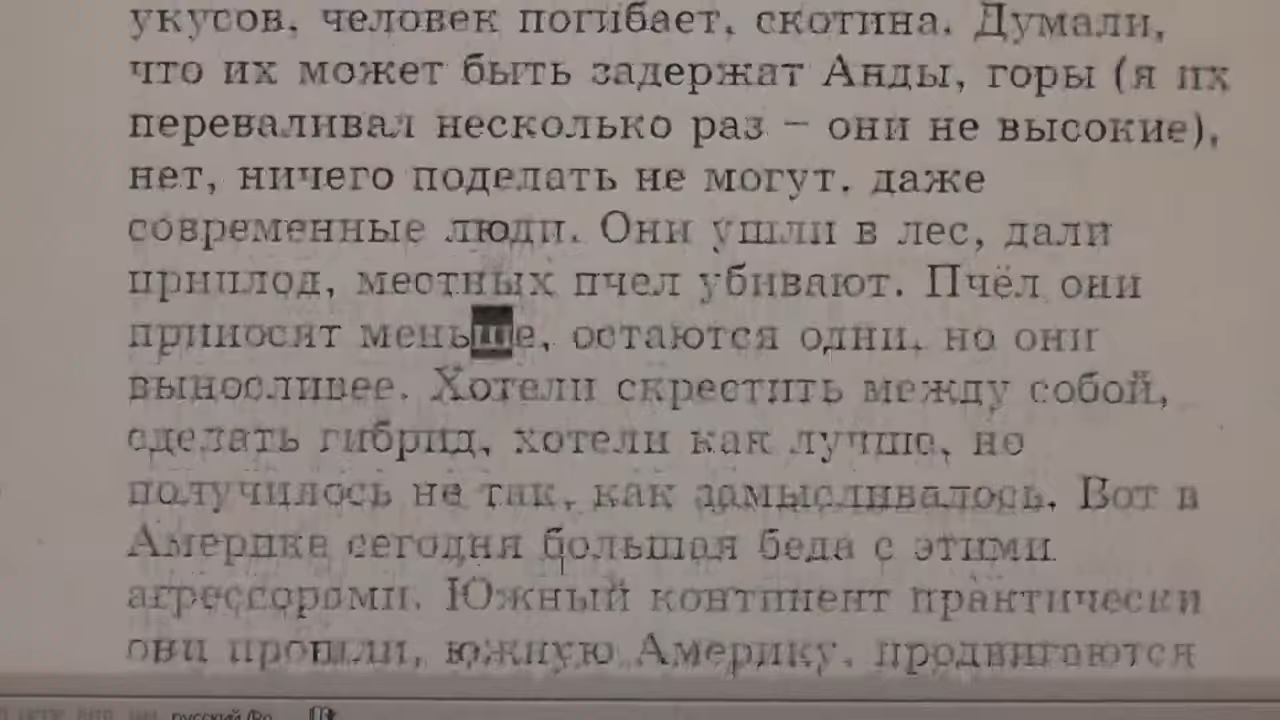 укусов, человек погибает, скотина. Думали,
что их может быть задержат Анды, горы (я их
переваливал несколько раз – они не высокие),
нет, ничего поделать не могут, даже
современные люди. Они ушли в лес, дали
приплод, местных пчел убивают. Пчёл они
приносят меньше, остаются одни, но они
выносливее. Хотели скрестить между собой,
сделать гибрид, хотели как лучше, но
получилось не так, как замысливалось. Вот в
Америке сегодня большая беда с этими
агрессорами. Южный континент практически
они прошли, южную Америку, продвигаются
русский